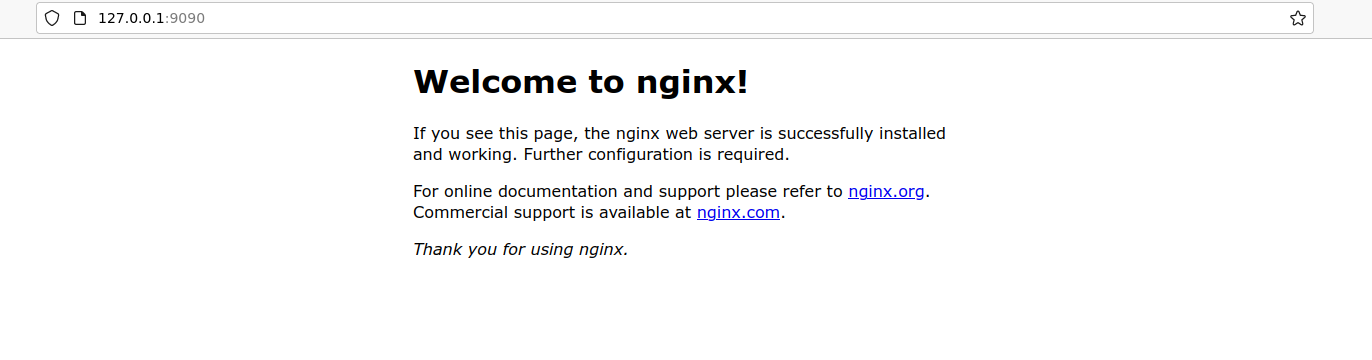 127.0.0.1:9090
Welcome to nginx!
If you see this page, the nginx web server is successfully installed
and working. Further configuration is required.
For online documentation and support please refer to nginx.org.
Commercial support is available at nginx.com.
Thank you for using nginx.